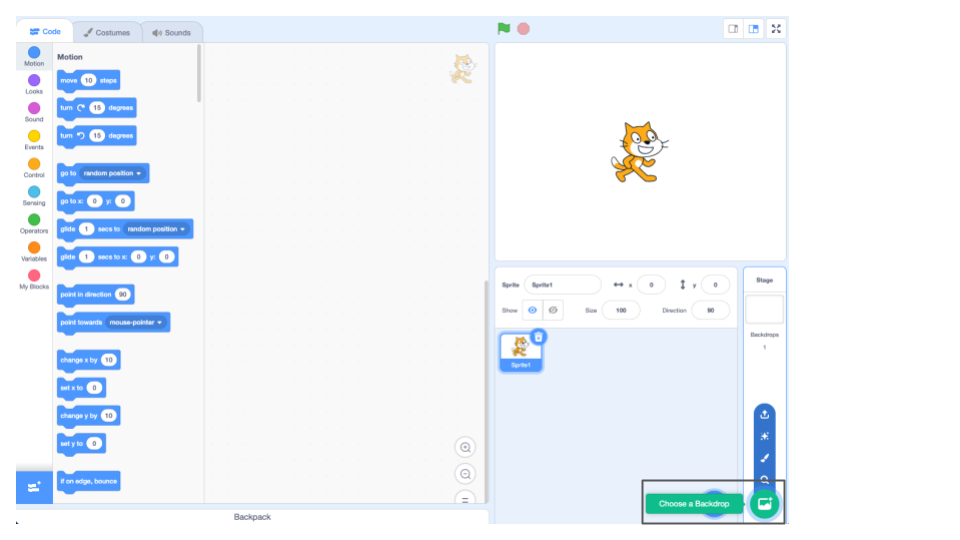 Code
Costumes
Sounds
Motion
Looks
Sound
Events
Control
Sensing
Operators
Variables
My Blocks
Motion
move 10 steps
turn 15 degrees
turn 15 degrees
go to random position
go to x: 0 y: 0
glide 1 secs to random position
glide 1 secs to x: 0 y: 0
point in direction 90
point towards mouse-pointer
change x by 10
set x to 0
change y by 10
set y to 0
if on edge, bounce
Backpack
Sprite Sprite1 x 0 y 0
Show Size 100 Direction 90
Sprite1
Stage
Backdrops
1
Choose a Backdrop